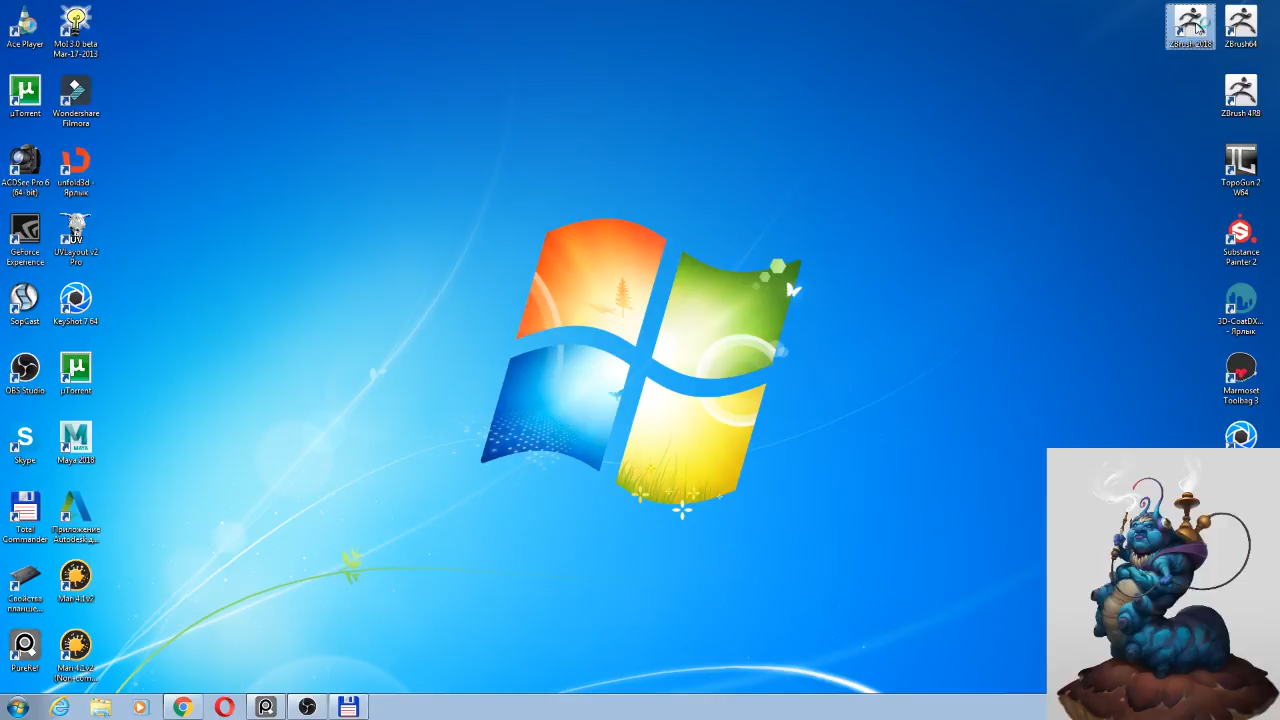 Ace Player
MoI 3.0 beta
Mar-17-2013
µTorrent
Wondershare
Filmora
ACDSee Pro 6
(64-bit)
unfold3d -
Ярлык
GeForce
Experience
UVLayout v2
Pro
SopCast
KeyShot 7 64
OBS Studio
µTorrent
Skype
Maya 2018
Total
Commander
Приложение
Autodesk д...
Свойства
планше...
Mari 4.1v2
PureRef
Mari 4.1v2
(Non-com...
ZBrush 2018
ZBrush64
ZBrush 4R8
TopoGun 2
W64
Substance
Painter 2
3D-CoatDX...
- Ярлык
Marmoset
Toolbag 3